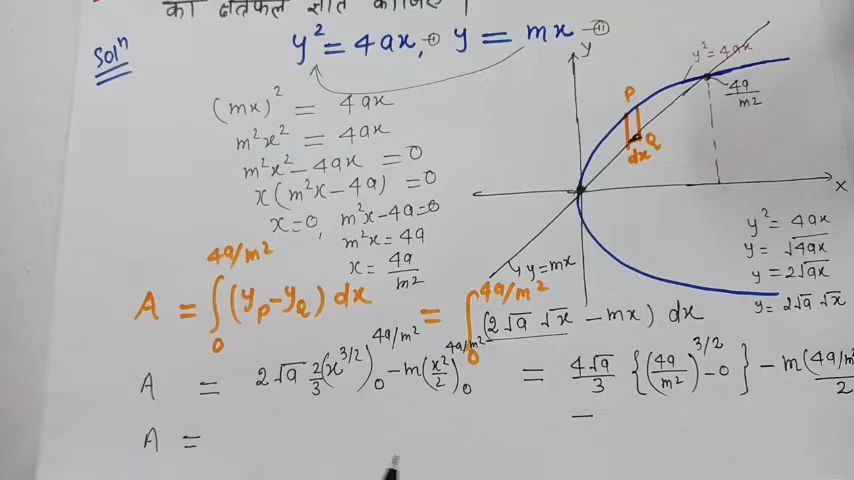 का क्षेत्रफल ज्ञात कीजिए।
Solⁿ
y² = 4ax, -① y = mx -②
(mx)² = 4ax
m²x² = 4ax
m²x² - 4ax = 0
x(m²x - 4a) = 0
x=0, m²x-4a=0
m²x = 4a
x = 4a/m²
y
y² = 4ax
4a/m²
P
Q
dx
x
y=mx
y² = 4ax
y = √4ax
y = 2√ax
y = 2√a √x
A = ∫₀^{4a/m²} (y_P - y_Q) dx = ∫₀^{4a/m²} (2√a √x - mx) dx
A = 2√a 2/3 (x^{3/2})₀^{4a/m²} - m(x²/2)₀^{4a/m²} = 4√a/3 {(4a/m²)^{3/2} - 0} - m(4a/m²)/2
A =